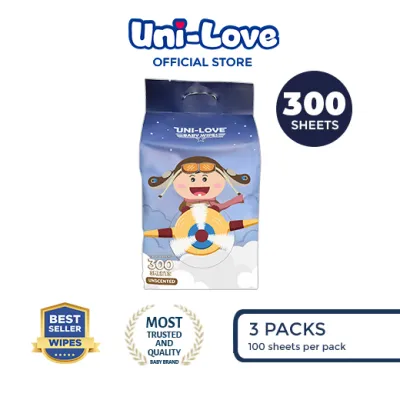 Uni-Love
OFFICIAL STORE
300
SHEETS
UNI-LOVE
BABY WIPES
300
UNSCENTED
BEST
SELLER
WIPES
MOST
TRUSTED
AND
QUALITY
BABY BRAND
3 PACKS
100 sheets per pack